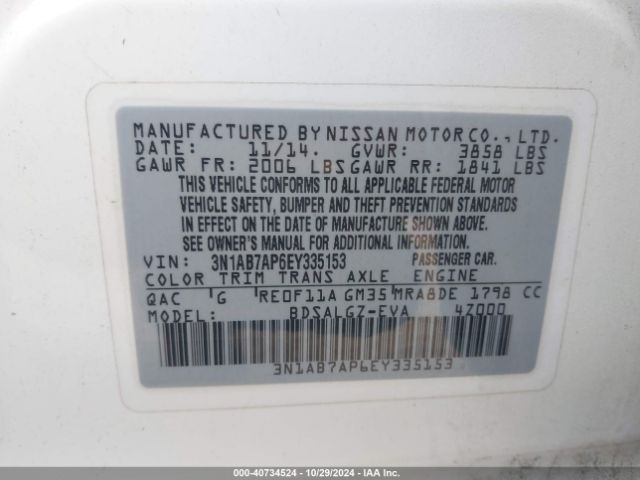 MANUFACTURED BY NISSAN MOTOR CO., LTD.
DATE: 11/14. GVWR: 3858 LBS
GAWR FR: 2006 LBS GAWR RR: 1841 LBS
THIS VEHICLE CONFORMS TO ALL APPLICABLE FEDERAL MOTOR
VEHICLE SAFETY, BUMPER AND THEFT PREVENTION STANDARDS
IN EFFECT ON THE DATE OF MANUFACTURE SHOWN ABOVE.
SEE OWNER'S MANUAL FOR ADDITIONAL INFORMATION.
VIN: 3N1AB7AP6EY335153 PASSENGER CAR.
COLOR TRIM TRANS AXLE ENGINE
QAC G RE0F11A GM35 MRA8DE 1798 CC
MODEL: BDSALGZ-EVA 4Z000
3N1AB7AP6EY335153
000-40734524 | 10/29/2024 - IAAI.com